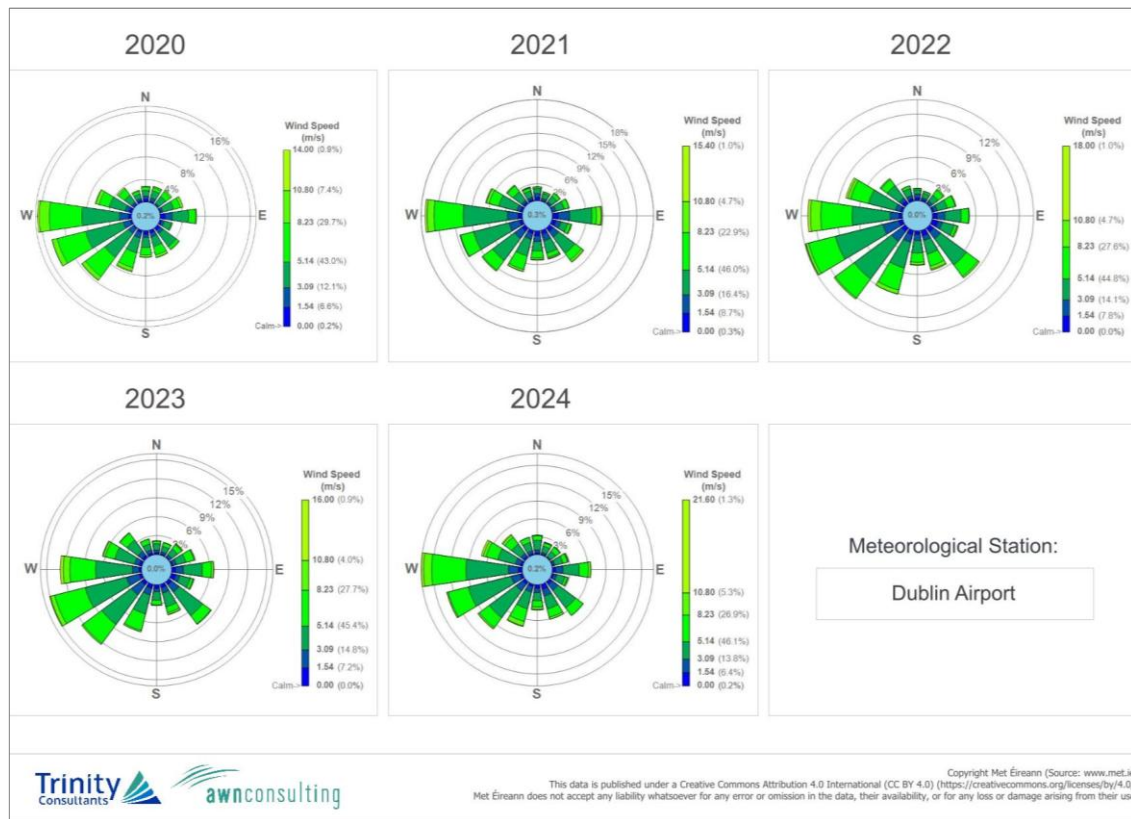 2020
N
16%
12%
8%
4%
W
0.2%
E
S
Wind Speed
(m/s)
14.00 (0.9%)
10.80 (7.4%)
8.23 (29.7%)
5.14 (43.0%)
3.09 (12.1%)
1.54 (6.6%)
Calm-> 0.00 (0.2%)
2021
N
18%
15%
12%
9%
6%
3%
W
0.3%
E
S
Wind Speed
(m/s)
15.40 (1.0%)
10.80 (4.7%)
8.23 (22.9%)
5.14 (46.0%)
3.09 (16.4%)
1.54 (8.7%)
Calm-> 0.00 (0.3%)
2022
N
12%
9%
6%
3%
W
0.0%
E
S
Wind Speed
(m/s)
18.00 (1.0%)
10.80 (4.7%)
8.23 (27.6%)
5.14 (44.8%)
3.09 (14.1%)
1.54 (7.8%)
Calm-> 0.00 (0.0%)
2023
N
15%
12%
9%
6%
3%
W
0.0%
E
S
Wind Speed
(m/s)
16.00 (0.9%)
10.80 (4.0%)
8.23 (27.7%)
5.14 (45.4%)
3.09 (14.8%)
1.54 (7.2%)
Calm-> 0.00 (0.0%)
2024
N
15%
12%
9%
6%
3%
W
0.2%
E
S
Wind Speed
(m/s)
21.60 (1.3%)
10.80 (5.3%)
8.23 (26.9%)
5.14 (46.1%)
3.09 (13.8%)
1.54 (6.4%)
Calm-> 0.00 (0.2%)
Meteorological Station:
Dublin Airport
Trinity
Consultants
awnconsulting
Copyright Met Éireann (Source: www.met.i
This data is published under a Creative Commons Attribution 4.0 International (CC BY 4.0) (https://creativecommons.org/licenses/by/4.0/
Met Éireann does not accept any liability whatsoever for any error or omission in the data, their availability, or for any loss or damage arising from their us